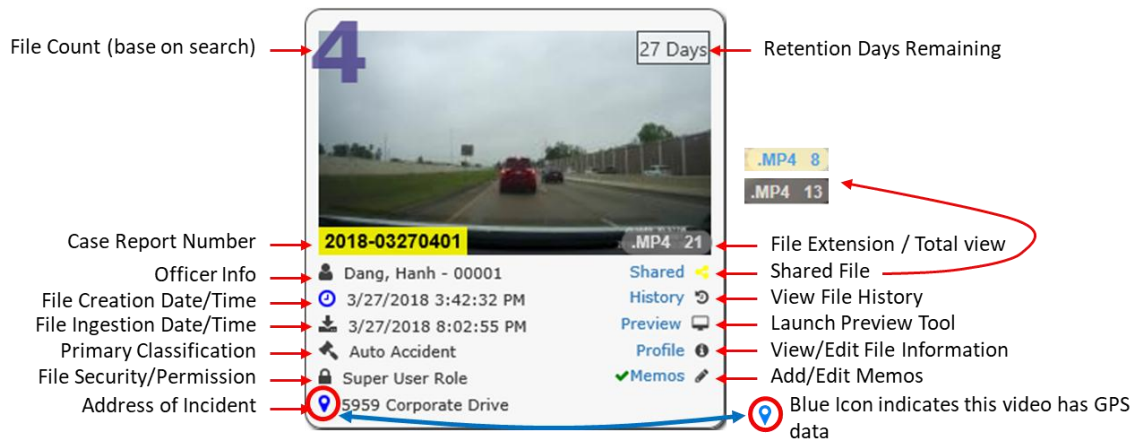 File Count (base on search)
4
27 Days
Retention Days Remaining
.MP4 8
.MP4 13
Case Report Number
2018-03270401
.MP4 21
File Extension / Total view
Officer Info
Dang, Hanh - 00001
Shared
Shared File
File Creation Date/Time
3/27/2018 3:42:32 PM
History
View File History
File Ingestion Date/Time
3/27/2018 8:02:55 PM
Preview
Launch Preview Tool
Primary Classification
Auto Accident
Profile
View/Edit File Information
File Security/Permission
Super User Role
Memos
Add/Edit Memos
Address of Incident
5959 Corporate Drive
Blue Icon indicates this video has GPS
data